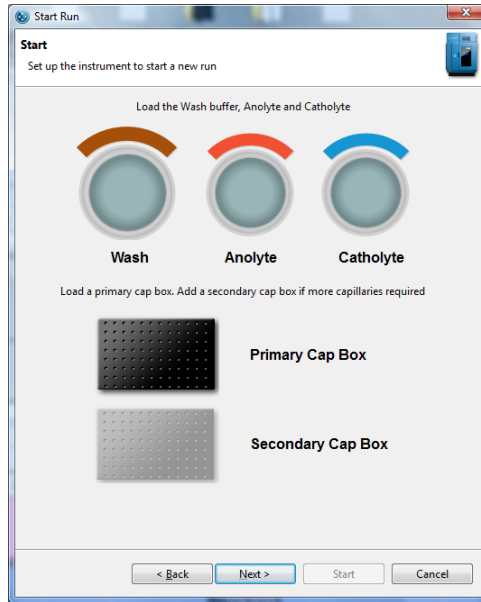 Start Run
Start
Set up the instrument to start a new run
Load the Wash buffer, Anolyte and Catholyte
Wash Anolyte Catholyte
Load a primary cap box. Add a secondary cap box if more capillaries required
Primary Cap Box
Secondary Cap Box
< Back Next > Start Cancel